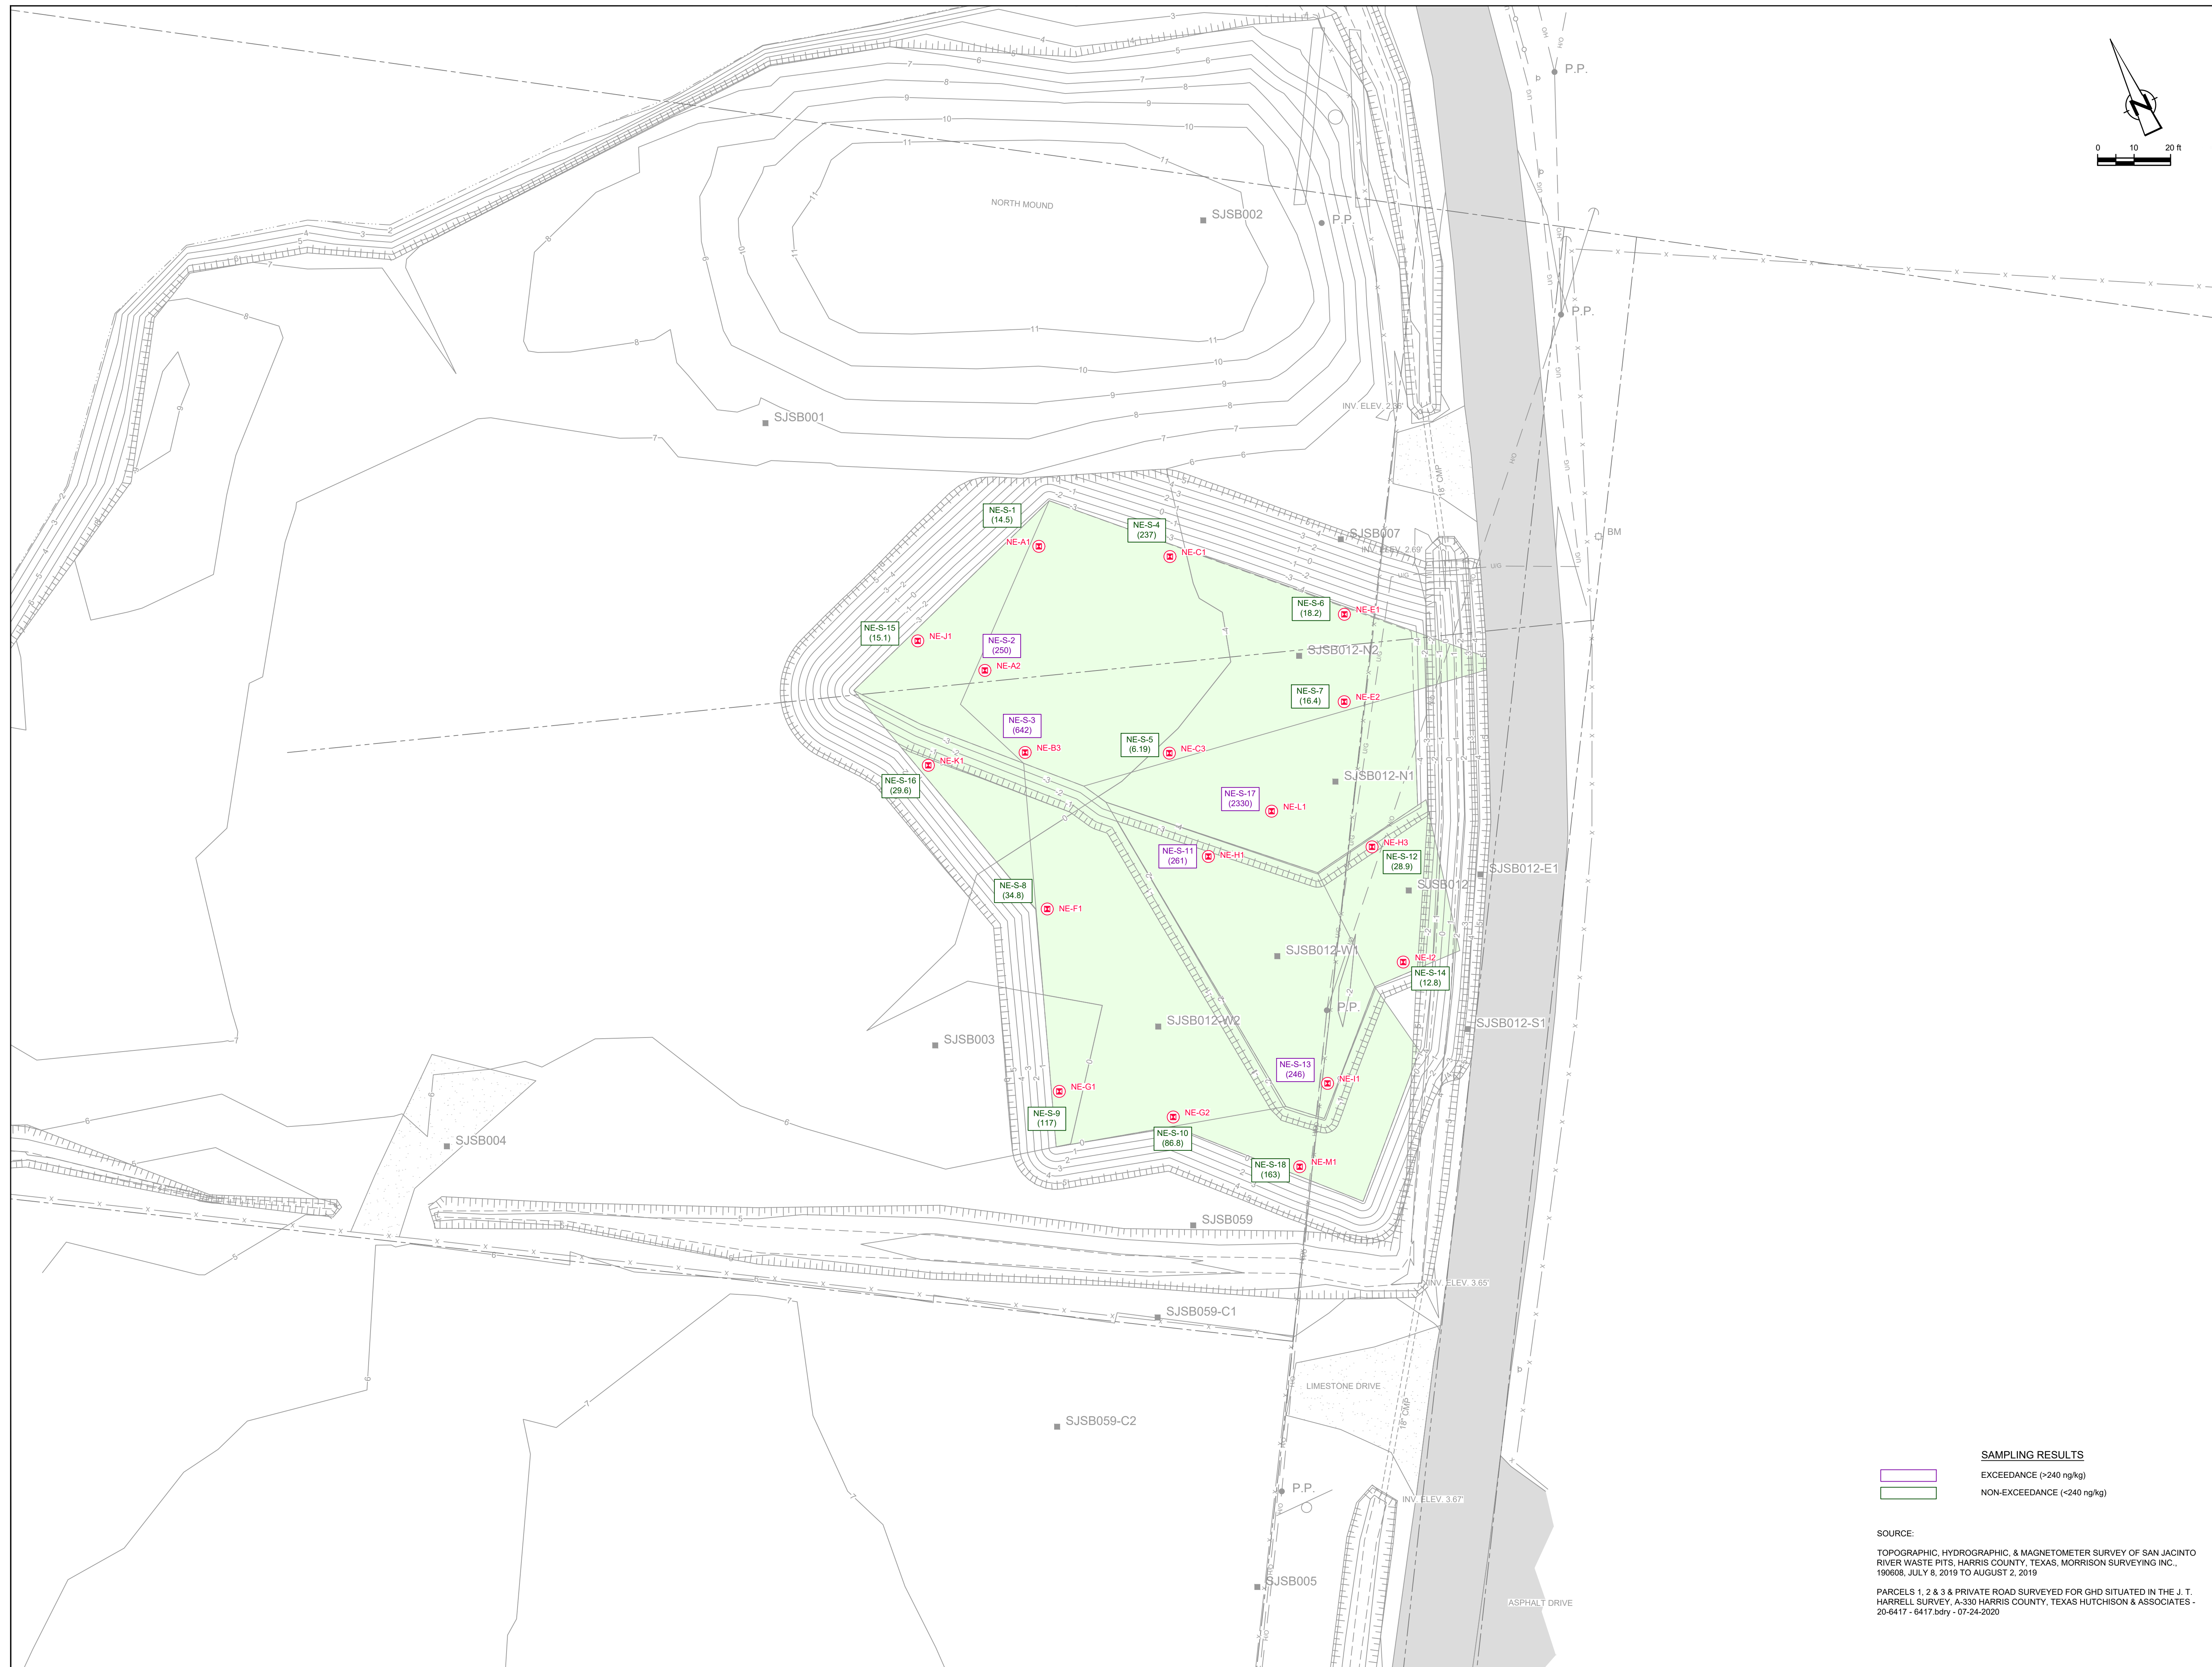 0 10 20 ft
N
NORTH MOUND
SJSB002
P.P.
P.P.
P.P.
SJSB001
INV. ELEV. 2.36'
18" CMP
SJSB007
INV. ELEV. 2.69'
BM
NE-S-1
(14.5)
NE-A1
NE-S-4
(237)
NE-C1
NE-S-6
(18.2)
NE-E1
NE-S-15
(15.1)
NE-J1
NE-S-2
(250)
NE-A2
SJSB012-N2
NE-S-7
(16.4)
NE-E2
NE-S-3
(642)
NE-B3
NE-S-5
(6.19)
NE-C3
NE-K1
NE-S-16
(29.6)
SJSB012-N1
NE-S-17
(2330)
NE-L1
NE-S-11
(261)
NE-H1
NE-H3
NE-S-12
(28.9)
SJSB012
SJSB012-E1
NE-S-8
(34.8)
NE-F1
SJSB012-W1
NE-I2
NE-S-14
(12.8)
P.P.
SJSB012-W2
SJSB012-S1
SJSB003
NE-S-13
(246)
NE-I1
NE-G1
NE-S-9
(117)
NE-G2
NE-S-10
(86.8)
NE-S-18
(163)
NE-M1
SJSB004
SJSB059
INV. ELEV. 3.65'
SJSB059-C1
LIMESTONE DRIVE
18" CMP
SJSB059-C2
P.P.
INV. ELEV. 3.67'
SJSB005
ASPHALT DRIVE
SAMPLING RESULTS
EXCEEDANCE (>240 ng/kg)
NON-EXCEEDANCE (<240 ng/kg)
SOURCE:
TOPOGRAPHIC, HYDROGRAPHIC, & MAGNETOMETER SURVEY OF SAN JACINTO
RIVER WASTE PITS, HARRIS COUNTY, TEXAS, MORRISON SURVEYING INC.,
190608, JULY 8, 2019 TO AUGUST 2, 2019
PARCELS 1, 2 & 3 & PRIVATE ROAD SURVEYED FOR GHD SITUATED IN THE J. T.
HARRELL SURVEY, A-330 HARRIS COUNTY, TEXAS HUTCHISON & ASSOCIATES -
20-6417 - 6417.bdry - 07-24-2020